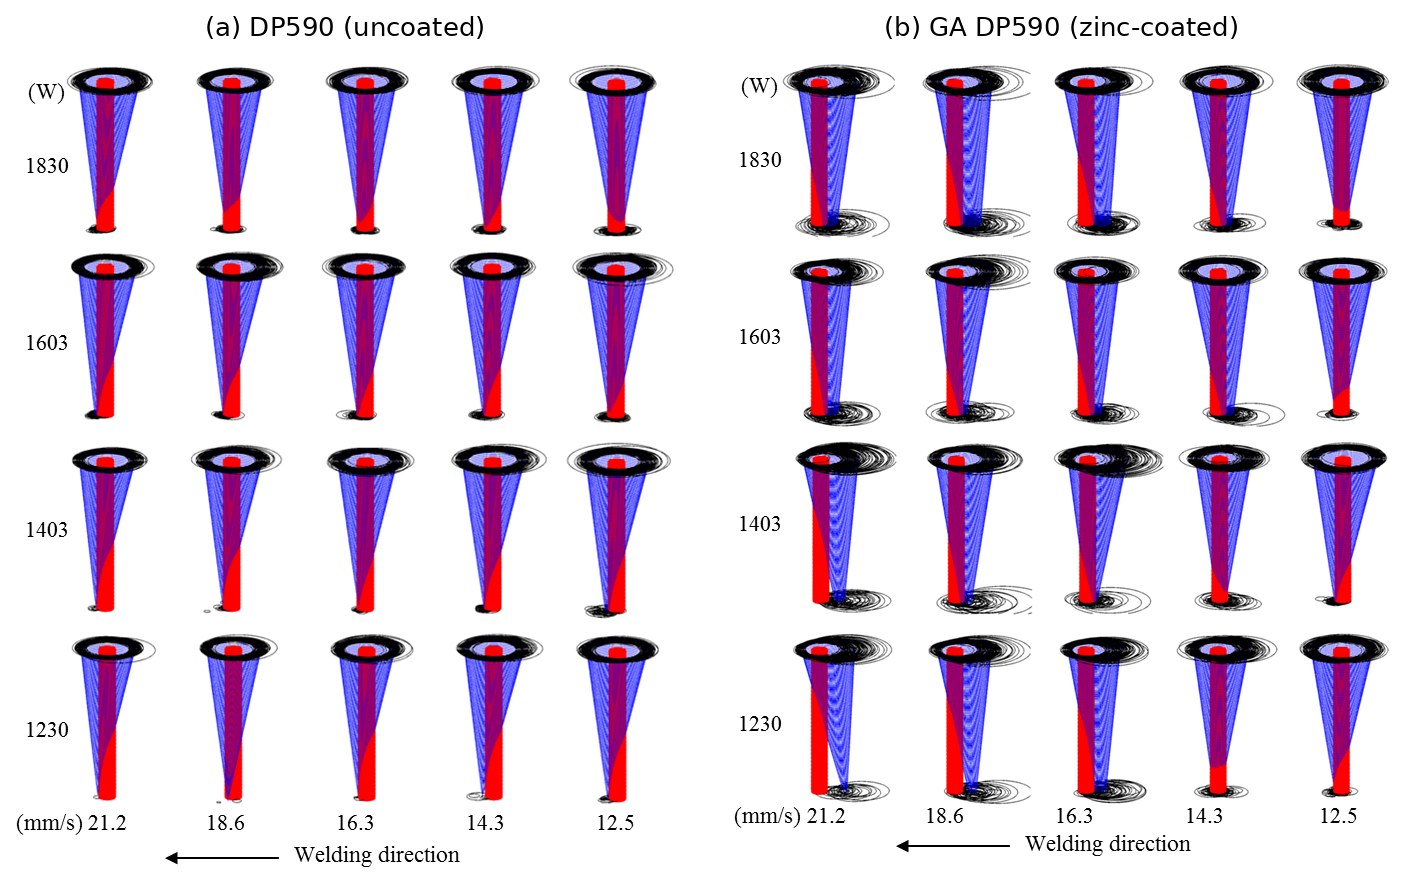 (a) DP590 (uncoated)
(W)
1830
1603
1403
1230
(mm/s) 21.2 18.6 16.3 14.3 12.5
Welding direction
(b) GA DP590 (zinc-coated)
(W)
1830
1603
1403
1230
(mm/s) 21.2 18.6 16.3 14.3 12.5
Welding direction